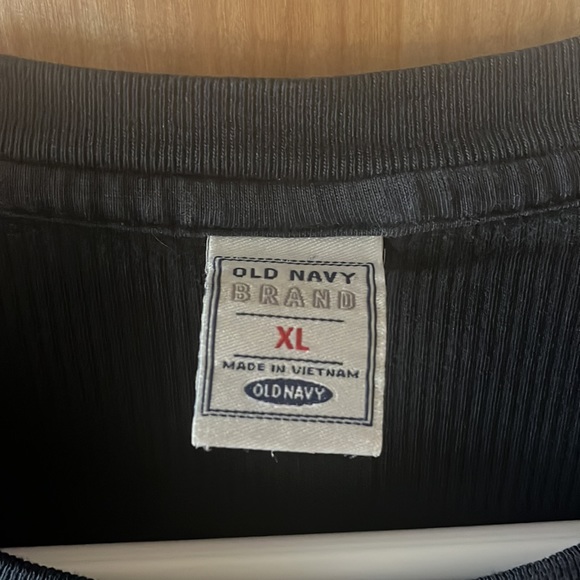 OLD NAVY
BRAND
XL
MADE IN VIETNAM
OLD NAVY